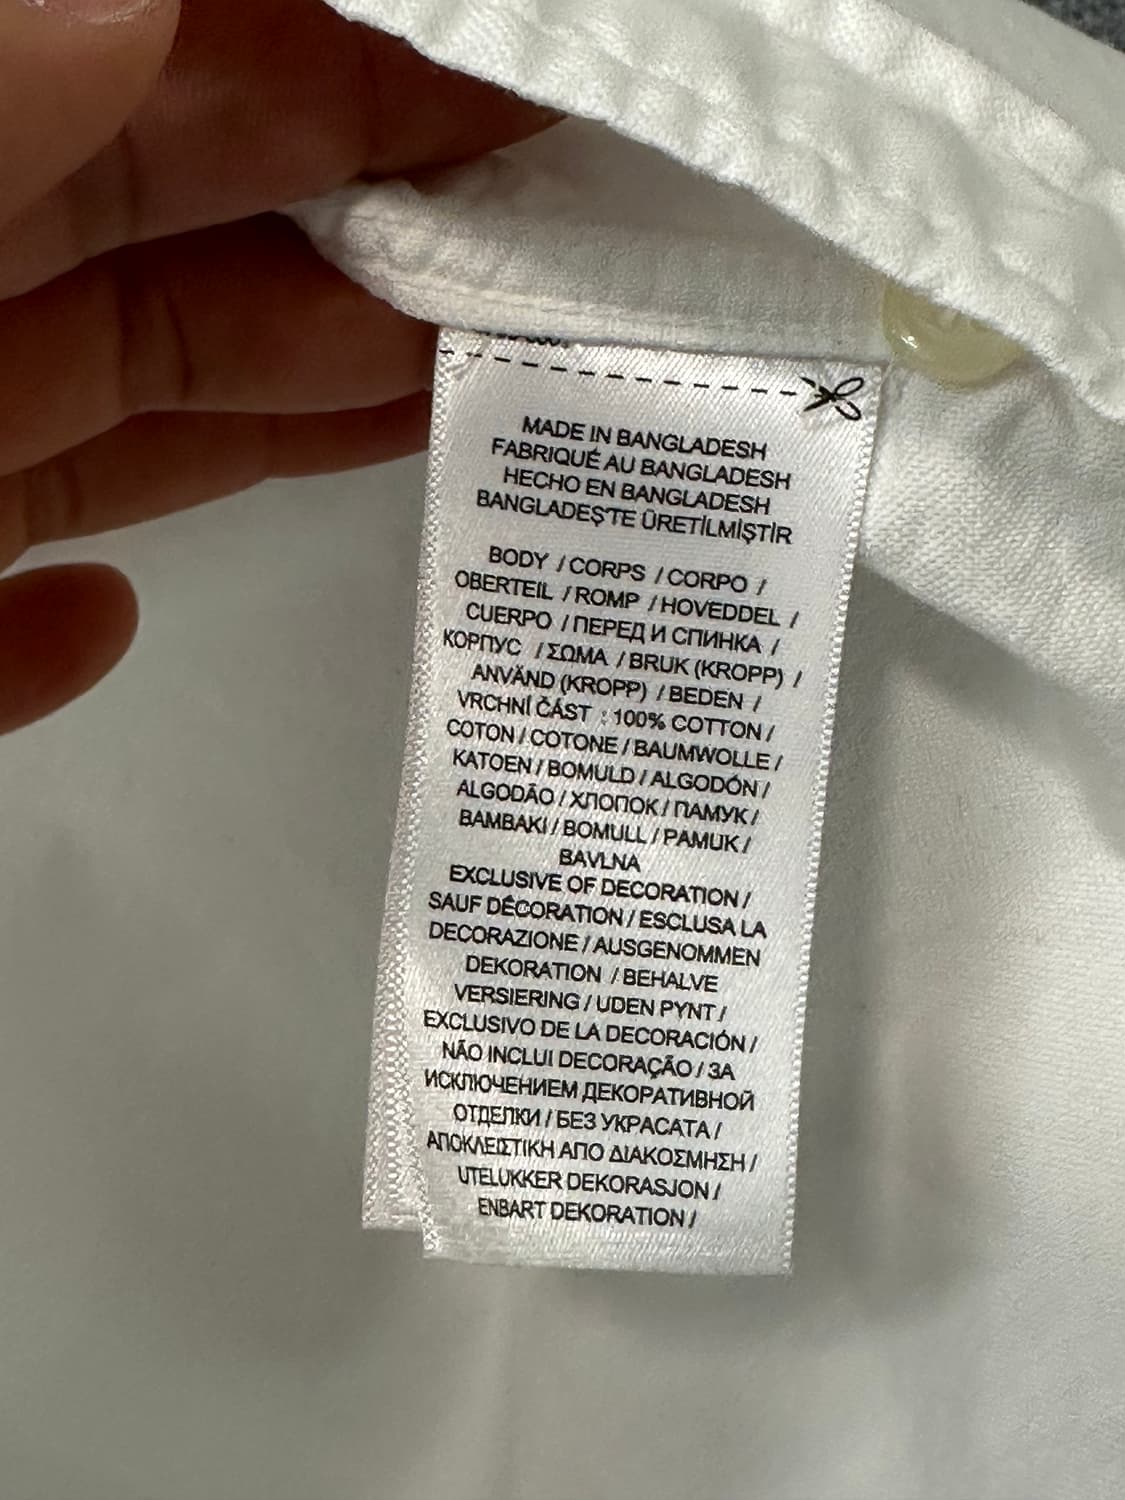 MADE IN BANGLADESH
FABRIQUÉ AU BANGLADESH
HECHO EN BANGLADESH
BANGLADEŞ'TE ÜRETİLMİŞTİR
BODY / CORPS / CORPO /
OBERTEIL / ROMP / HOVEDDEL /
CUERPO / ПЕРЕД И СПИНКА /
КОРПУС / ΣΩΜΑ / BRUK (KROPP) /
ANVÄND (KROPP) / BEDEN /
VRCHNÍ ČÁST : 100% COTTON /
COTON / COTONE / BAUMWOLLE /
KATOEN / BOMULD / ALGODÓN /
ALGODÃO / ХЛОПОК / ПАМУК /
BAMBAKI / BOMULL / PAMUK /
BAVLNA
EXCLUSIVE OF DECORATION /
SAUF DÉCORATION / ESCLUSA LA
DECORAZIONE / AUSGENOMMEN
DEKORATION / BEHALVE
VERSIERING / UDEN PYNT /
EXCLUSIVO DE LA DECORACIÓN /
NÃO INCLUI DECORAÇÃO / ЗА
ИСКЛЮЧЕНИЕМ ДЕКОРАТИВНОЙ
ОТДЕЛКИ / БЕЗ УКРАСАТА /
ΑΠΟΚΛΕΙΣΤΙΚΗ ΑΠΟ ΔΙΑΚΟΣΜΗΣΗ /
UTELUKKER DEKORASJON /
ENBART DEKORATION /